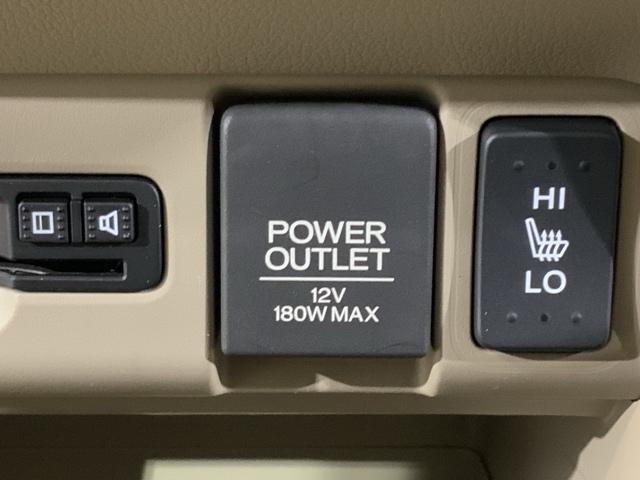 POWER
OUTLET
12V
180W MAX
HI
LO